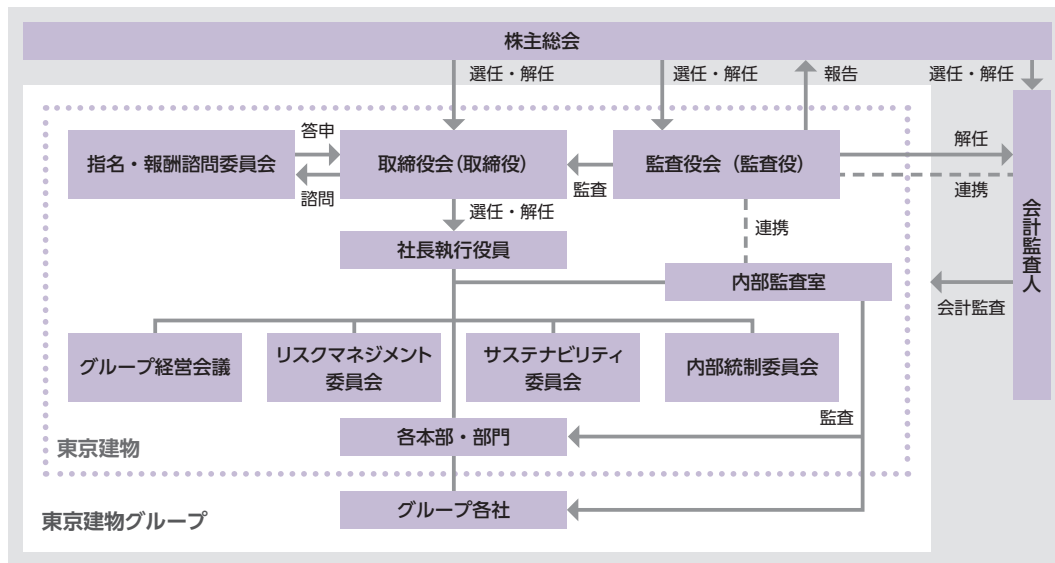 株主総会
選任・解任
選任・解任
報告
選任・解任
指名・報酬諮問委員会
答申
諮問
取締役会(取締役)
監査
監査役会（監査役）
解任
連携
会計監査人
選任・解任
連携
社長執行役員
内部監査室
会計監査
グループ経営会議
リスクマネジメント
委員会
サステナビリティ
委員会
内部統制委員会
監査
各本部・部門
東京建物
グループ各社
東京建物グループ